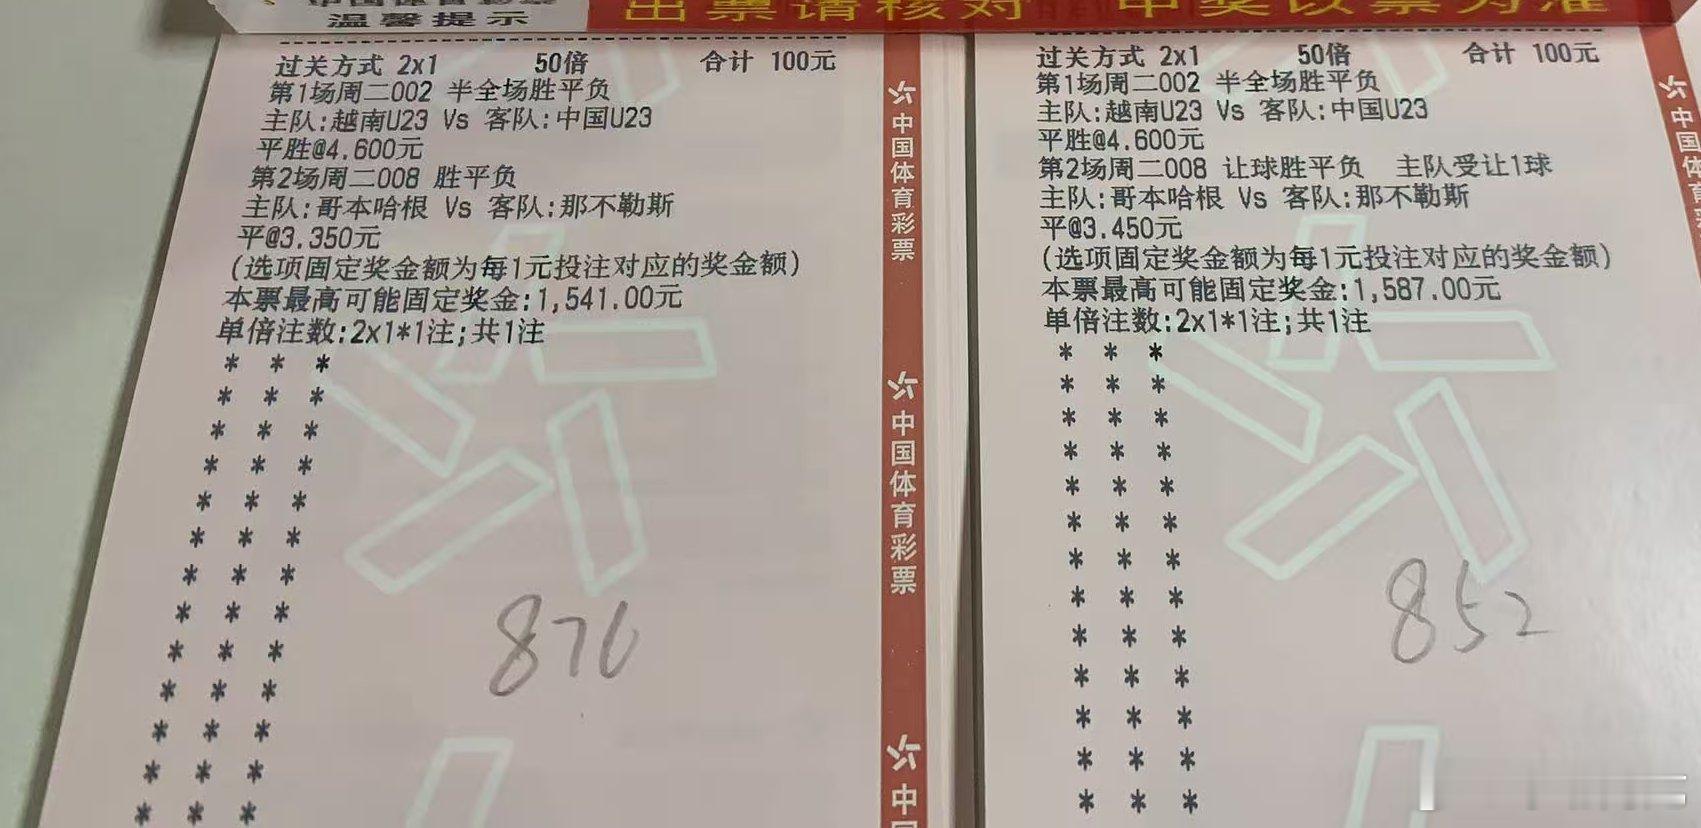 温馨提示
出票请核对 中奖以票为准
过关方式 2x1 50倍 合计 100元
第1场周二002 半全场胜平负
主队:越南U23 Vs 客队:中国U23
平胜@4.600元
第2场周二008 胜平负
主队:哥本哈根 Vs 客队:那不勒斯
平@3.350元
(选项固定奖金额为每1元投注对应的奖金额)
本票最高可能固定奖金:1,541.00元
单倍注数:2x1*1注;共1注
* * *
* * *
* * *
* * *
* * *
* * *
* * *
* * *
* * *
* * *
* * *
* * *
* * *
876
中国体育彩票
中国体育彩票
中
过关方式 2x1 50倍 合计 100元
第1场周二002 半全场胜平负
主队:越南U23 Vs 客队:中国U23
平胜@4.600元
第2场周二008 让球胜平负 主队受让1球
主队:哥本哈根 Vs 客队:那不勒斯
平@3.450元
(选项固定奖金额为每1元投注对应的奖金额)
本票最高可能固定奖金:1,587.00元
单倍注数:2x1*1注;共1注
* * *
* * *
* * *
* * *
* * *
* * *
* * *
* * *
* * *
* * *
* * *
* * *
* * *
852
中国体育